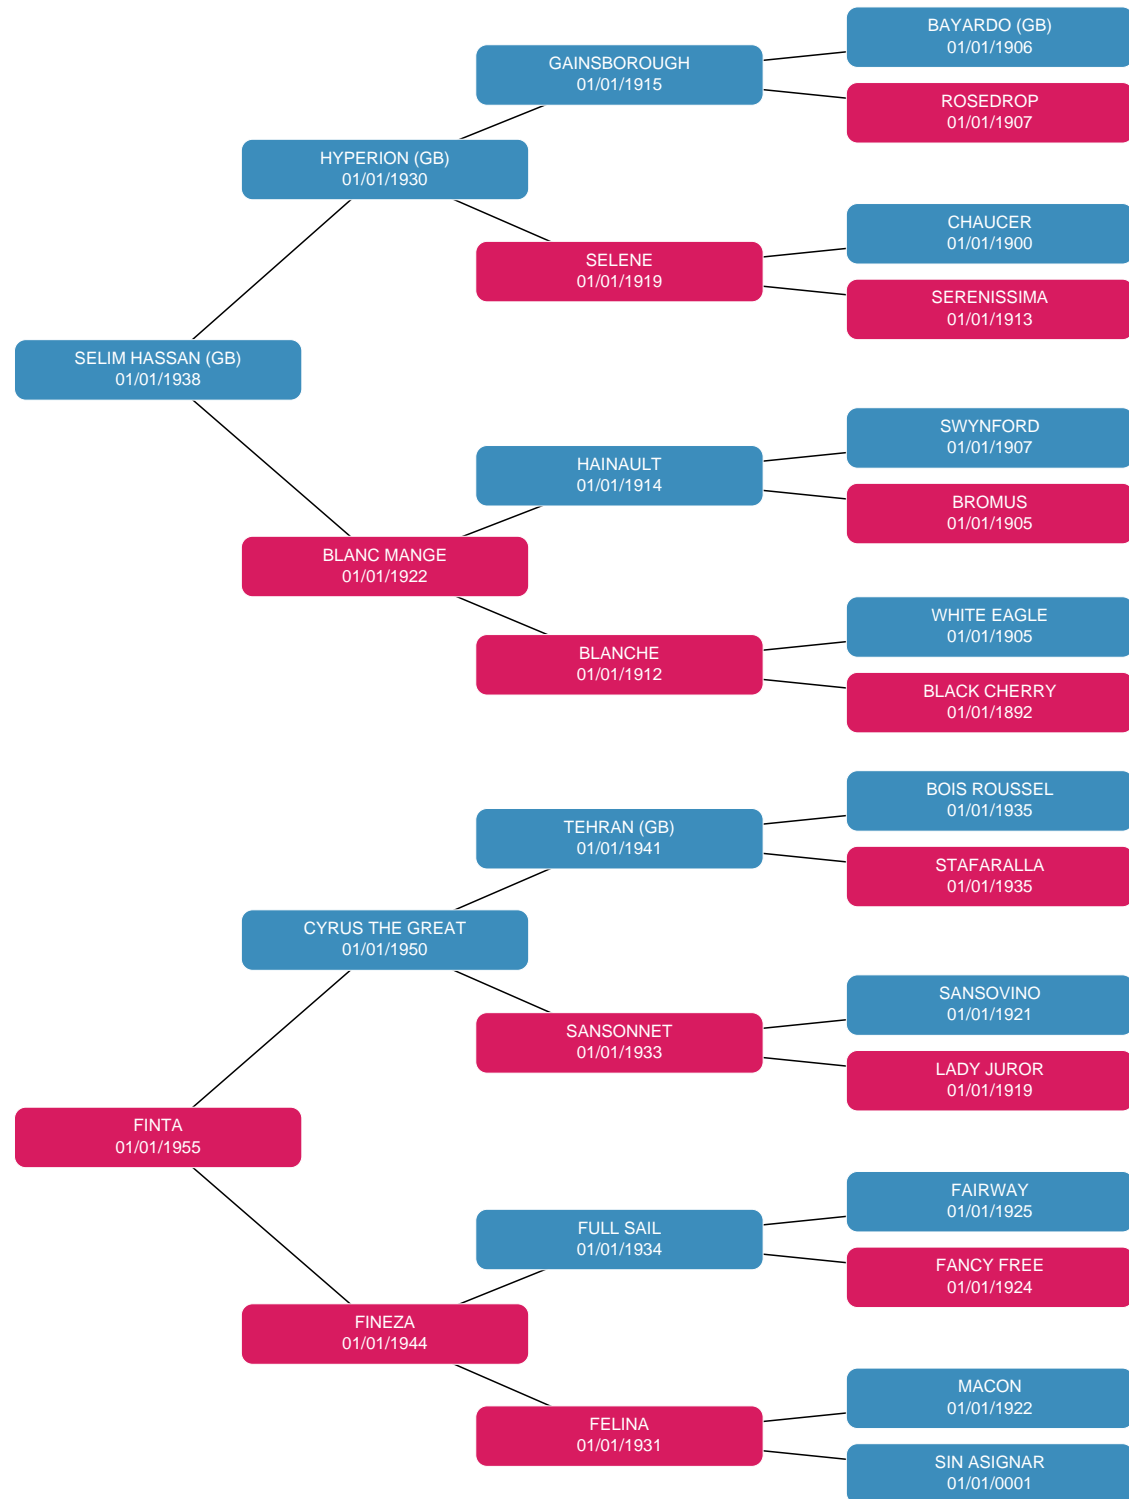 BAYARDO (GB)
01/01/1906
GAINSBOROUGH
01/01/1915
ROSEDROP
01/01/1907
HYPERION (GB)
01/01/1930
CHAUCER
01/01/1900
SELENE
01/01/1919
SERENISSIMA
01/01/1913
SELIM HASSAN (GB)
01/01/1938
SWYNFORD
01/01/1907
HAINAULT
01/01/1914
BROMUS
01/01/1905
BLANC MANGE
01/01/1922
WHITE EAGLE
01/01/1905
BLANCHE
01/01/1912
BLACK CHERRY
01/01/1892
BOIS ROUSSEL
01/01/1935
TEHRAN (GB)
01/01/1941
STAFARALLA
01/01/1935
CYRUS THE GREAT
01/01/1950
SANSOVINO
01/01/1921
SANSONNET
01/01/1933
LADY JUROR
01/01/1919
FINTA
01/01/1955
FAIRWAY
01/01/1925
FULL SAIL
01/01/1934
FANCY FREE
01/01/1924
FINEZA
01/01/1944
MACON
01/01/1922
FELINA
01/01/1931
SIN ASIGNAR
01/01/0001